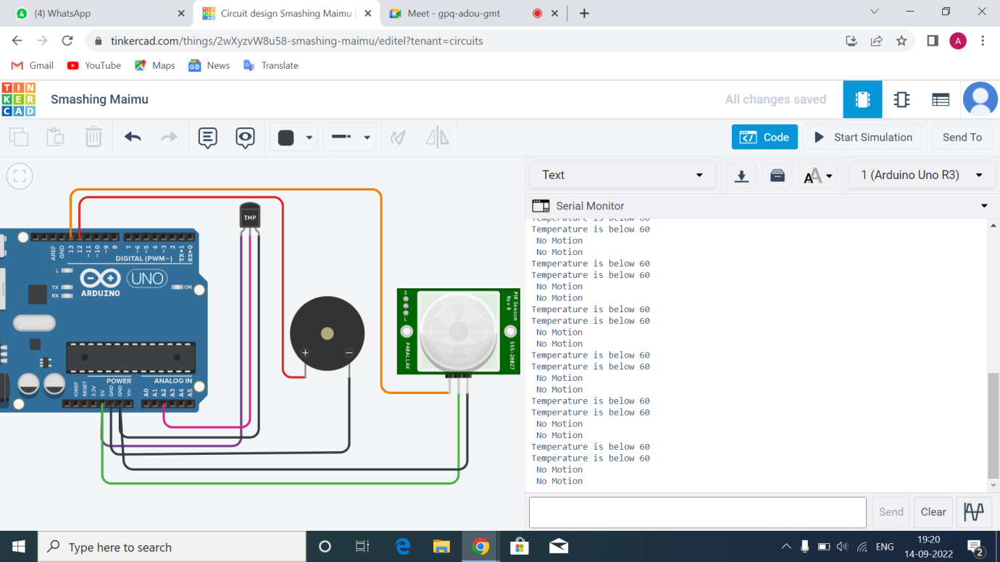 (4) WhatsApp
Circuit design Smashing Maimu |
Meet - gpq-adou-gmt
tinkercad.com/things/2wXyzvW8u58-smashing-maimu/editel?tenant=circuits
A
Gmail
YouTube
Maps
News
Translate
TIN
KER
CAD
Smashing Maimu
All changes saved
Code
Start Simulation
Send To
Text
AA
1 (Arduino Uno R3)
Serial Monitor
Temperature is below 60
Temperature is below 60
No Motion
No Motion
Temperature is below 60
Temperature is below 60
No Motion
No Motion
Temperature is below 60
Temperature is below 60
No Motion
No Motion
Temperature is below 60
Temperature is below 60
No Motion
No Motion
Temperature is below 60
Temperature is below 60
No Motion
No Motion
Temperature is below 60
Temperature is below 60
No Motion
No Motion
Send
Clear
TMP
AREF
GND
13
12
~11
~10
~9
8
7
~6
~5
4
~3
2
TX→1
RX←0
DIGITAL (PWM~)
L
TX
RX
UNO
ARDUINO
ON
POWER
ANALOG IN
IOREF
RESET
3.3V
5V
GND
GND
Vin
A0
A1
A2
A3
A4
A5
+
−
PIR SENSOR
REV B
555-28027
PARALLAX
S
L
Type here to search
ENG
19:20
14-09-2022
2